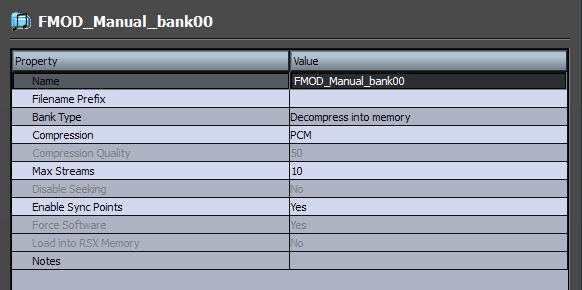 FMOD_Manual_bank00
Property Value
Name FMOD_Manual_bank00
Filename Prefix
Bank Type Decompress into memory
Compression PCM
Compression Quality 50
Max Streams 10
Disable Seeking No
Enable Sync Points Yes
Force Software Yes
Load into RSX Memory No
Notes